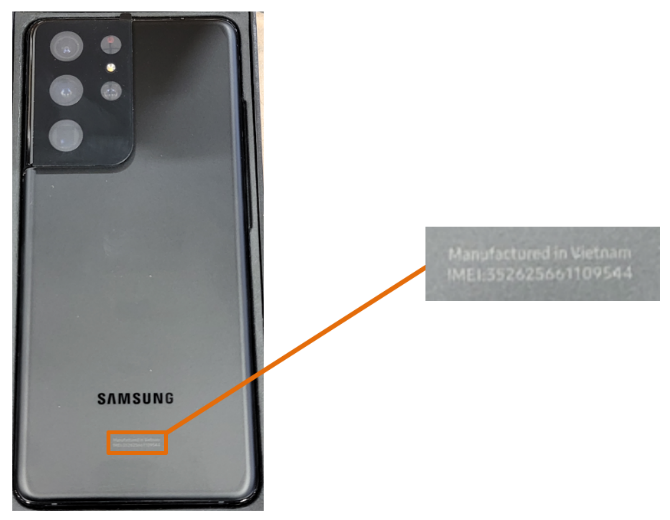 SAMSUNG
Manufactured in Vietnam
IMEI:352625661109544